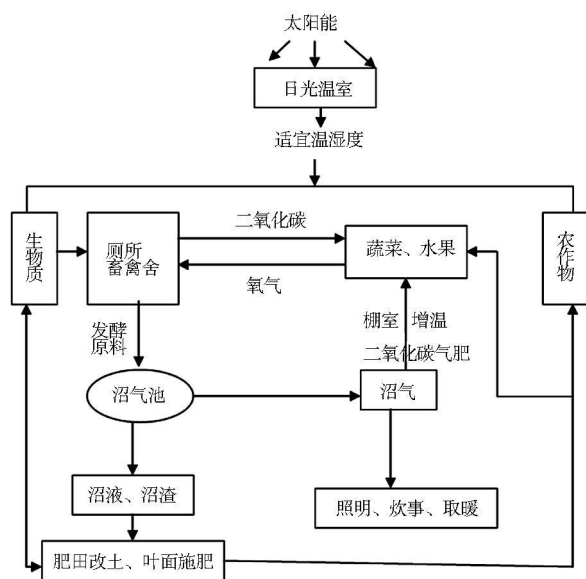 太阳能
日光温室
适宜温湿度
生物质
厕所
畜禽舍
二氧化碳
氧气
蔬菜、水果
农作物
发酵
原料
棚室 增温
二氧化碳气肥
沼气池
沼气
沼液、沼渣
照明、炊事、取暖
肥田改土、叶面施肥